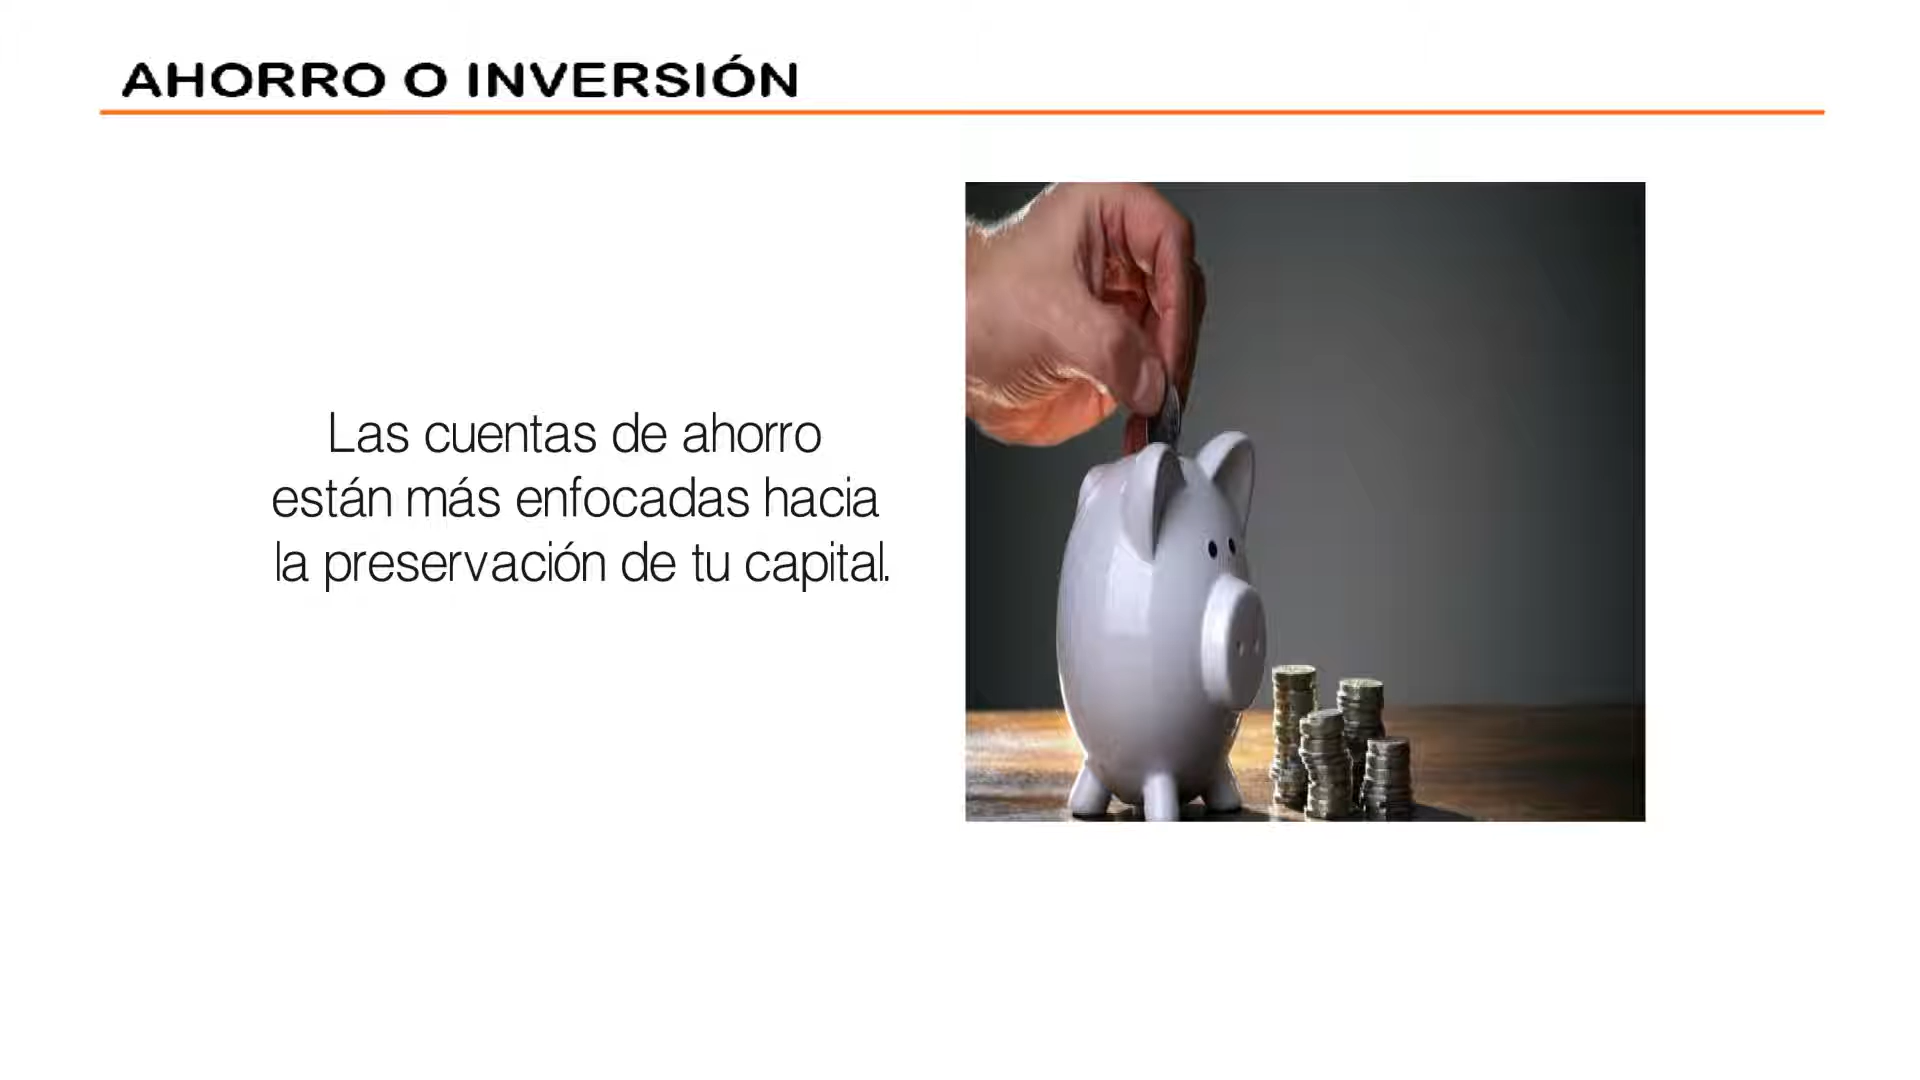 AHORRO O INVERSIÓN
Las cuentas de ahorro
están más enfocadas hacia
la preservación de tu capital.